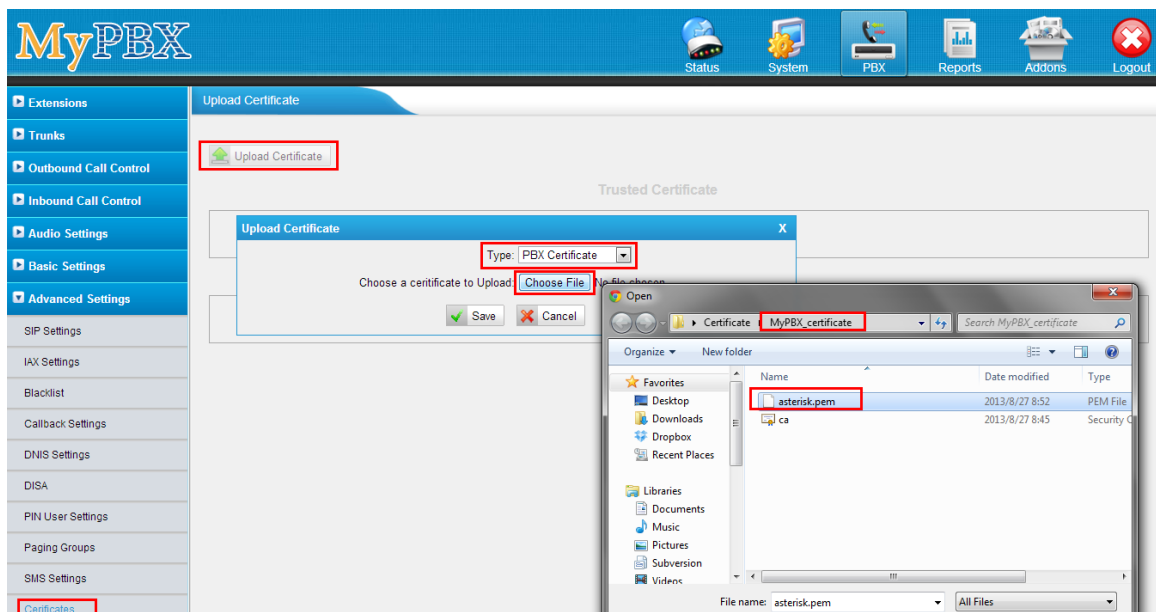 MyPBX
Status
System
PBX
Reports
Addons
Logout
Extensions
Trunks
Outbound Call Control
Inbound Call Control
Audio Settings
Basic Settings
Advanced Settings
SIP Settings
IAX Settings
Blacklist
Callback Settings
DNIS Settings
DISA
PIN User Settings
Paging Groups
SMS Settings
Certificates
Upload Certificate
Upload Certificate
Trusted Certificate
Upload Certificate X
Type: PBX Certificate
Choose a ceritificate to Upload: Choose File No file chosen
Save Cancel
Open
Certificate MyPBX_certificate Search MyPBX_certificate
Organize New folder
Favorites
Desktop
Downloads
Dropbox
Recent Places
Libraries
Documents
Music
Pictures
Subversion
Videos
Name Date modified Type
asterisk.pem 2013/8/27 8:52 PEM File
ca 2013/8/27 8:45 Security
File name: asterisk.pem All Files